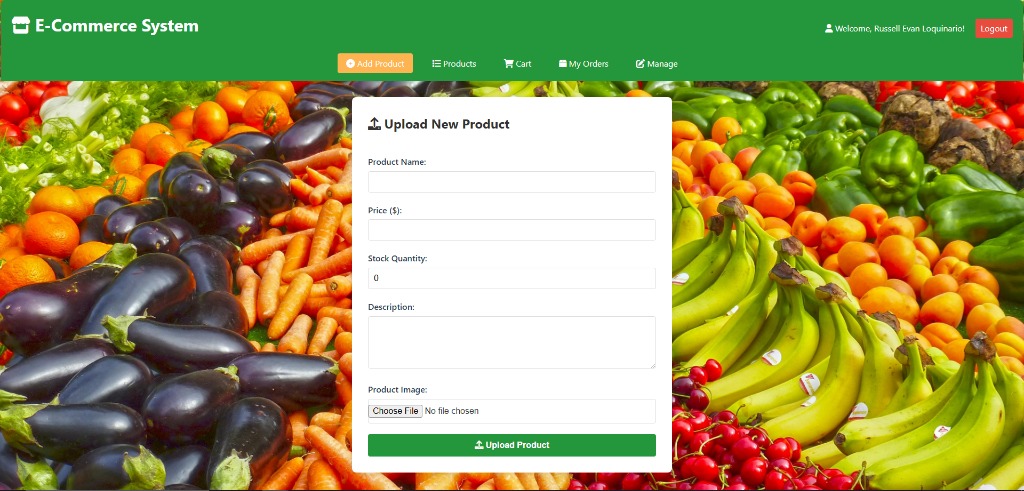 E-Commerce System
Welcome, Russell Evan Loquinario!
Logout
Add Product
Products
Cart
My Orders
Manage
Upload New Product
Product Name:
Price ($):
Stock Quantity:
0
Description:
Product Image:
Choose File No file chosen
Upload Product